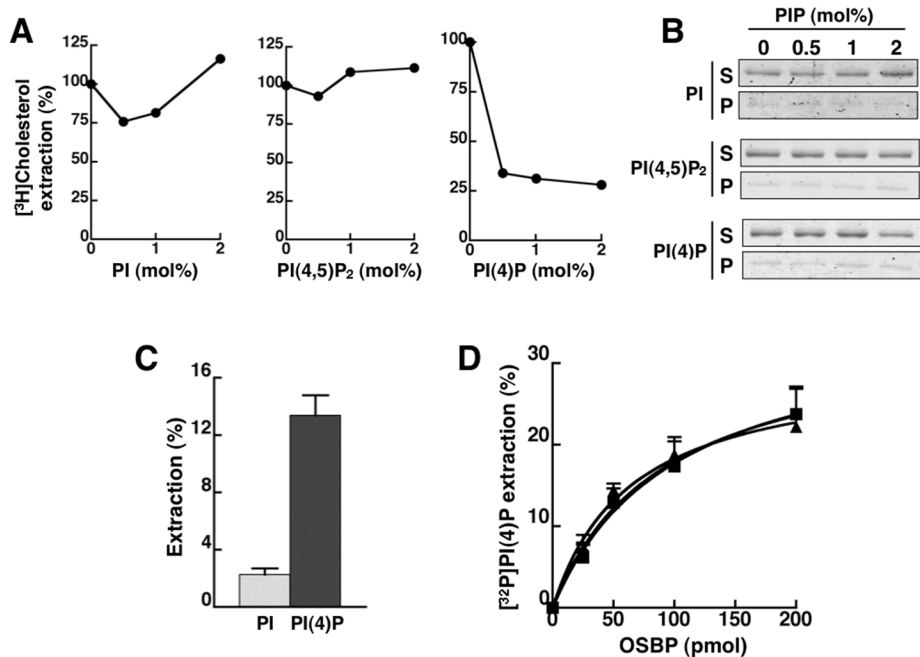 A
[³H]Cholesterol
extraction (%)
125
100
75
50
25
0
0 1 2
PI (mol%)
125
100
75
50
25
0
0 1 2
PI(4,5)P₂ (mol%)
100
75
50
25
0
0 1 2
PI(4)P (mol%)
B
PIP (mol%)
0 0.5 1 2
PI
S
P
PI(4,5)P₂
S
P
PI(4)P
S
P
C
Extraction (%)
16
12
8
4
0
PI PI(4)P
D
[³²P]PI(4)P extraction (%)
30
20
10
0
0 50 100 150 200
OSBP (pmol)